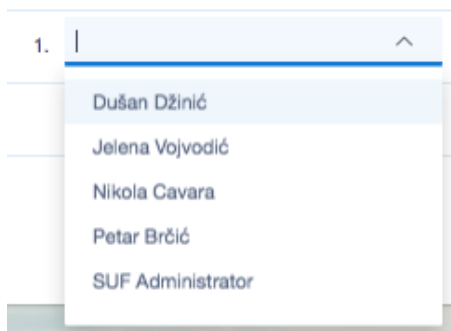 1.
Dušan Džinić
Jelena Vojvodić
Nikola Cavara
Petar Brčić
SUF Administrator